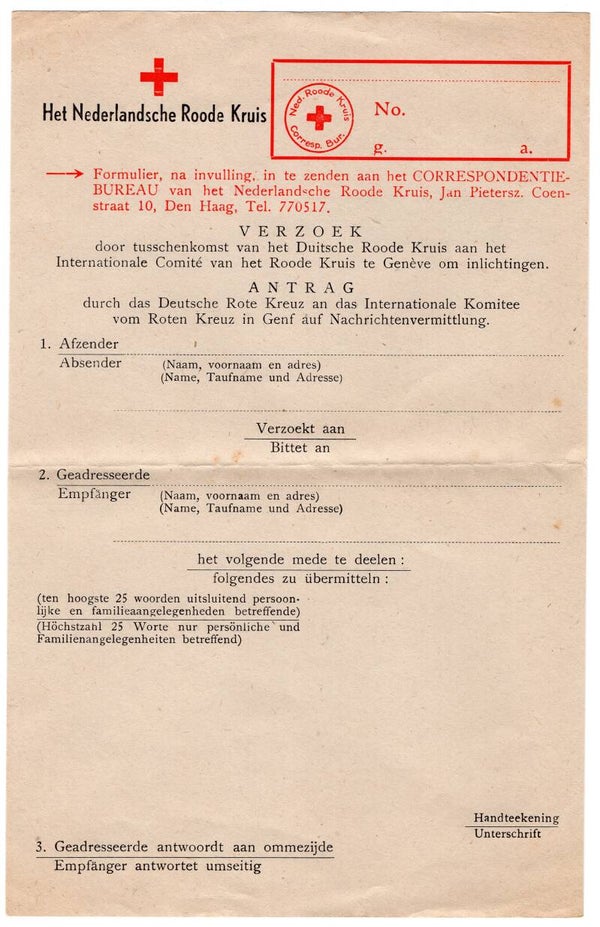 Het Nederlandsche Roode Kruis
Ned. Roode Kruis
Corresp. Bur.
No.
g. a.
Formulier, na invulling, in te zenden aan het CORRESPONDENTIE-
BUREAU van het Nederlandsche Roode Kruis, Jan Pietersz. Coen-
straat 10, Den Haag, Tel. 770517.
VERZOEK
door tusschenkomst van het Duitsche Roode Kruis aan het
Internationale Comité van het Roode Kruis te Genève om inlichtingen.
ANTRAG
durch das Deutsche Rote Kreuz an das Internationale Komitee
vom Roten Kreuz in Genf auf Nachrichtenvermittlung.
1. Afzender
Absender (Naam, voornaam en adres)
(Name, Taufname und Adresse)
Verzoekt aan
Bittet an
2. Geadresseerde
Empfänger (Naam, voornaam en adres)
(Name, Taufname und Adresse)
het volgende mede te deelen :
folgendes zu übermitteln :
(ten hoogste 25 woorden uitsluitend persoon-
lijke en familieaangelegenheden betreffende)
(Höchstzahl 25 Worte nur persönliche und
Familienangelegenheiten betreffend)
Handteekening
Unterschrift
3. Geadresseerde antwoordt aan ommezijde
Empfänger antwortet umseitig